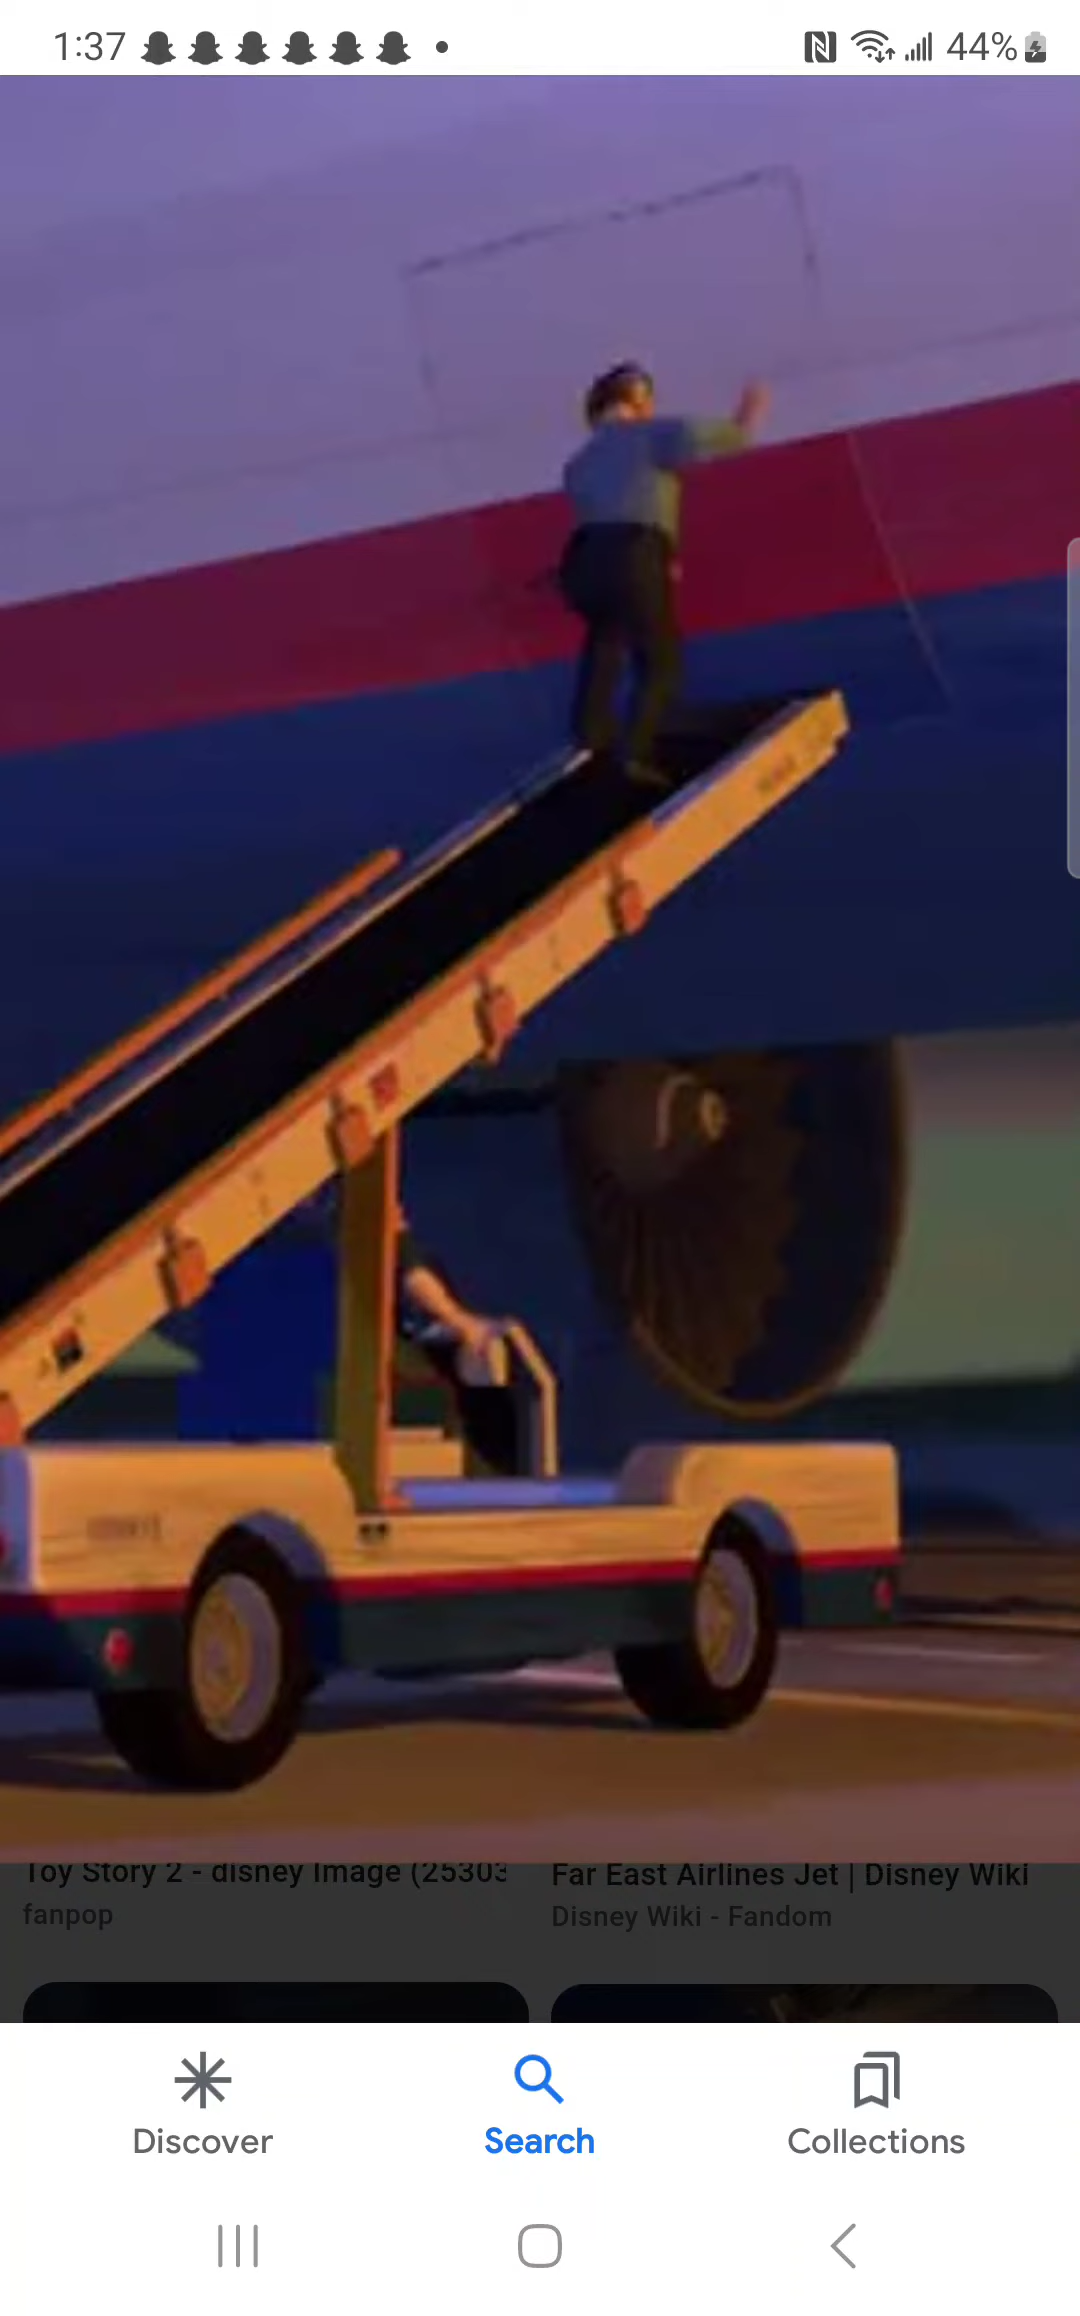 1:37
44%
Toy Story 2 - disney Image (25303
Far East Airlines Jet | Disney Wiki
fanpop
Disney Wiki - Fandom
Discover
Search
Collections